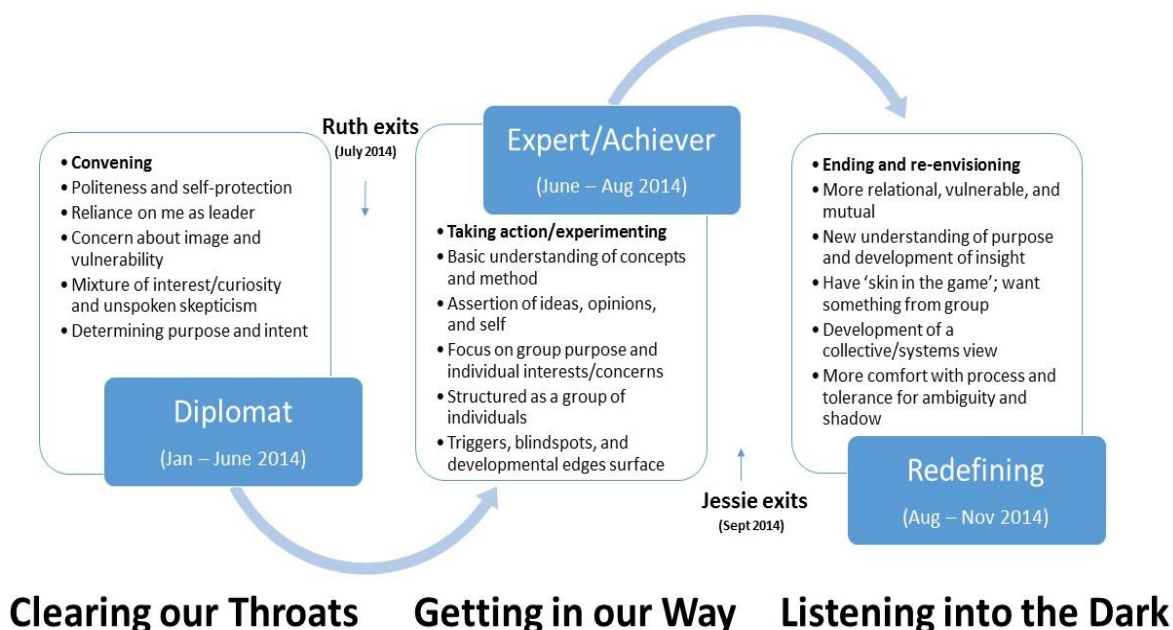 • Convening
• Politeness and self-protection
• Reliance on me as leader
• Concern about image and
vulnerability
• Mixture of interest/curiosity
and unspoken skepticism
• Determining purpose and intent
Diplomat
(Jan – June 2014)
Ruth exits
(July 2014)
Expert/Achiever
(June – Aug 2014)
• Taking action/experimenting
• Basic understanding of concepts
and method
• Assertion of ideas, opinions,
and self
• Focus on group purpose and
individual interests/concerns
• Structured as a group of
individuals
• Triggers, blindspots, and
developmental edges surface
Jessie exits
(Sept 2014)
• Ending and re-envisioning
• More relational, vulnerable, and
mutual
• New understanding of purpose
and development of insight
• Have ‘skin in the game’; want
something from group
• Development of a
collective/systems view
• More comfort with process and
tolerance for ambiguity and
shadow
Redefining
(Aug – Nov 2014)
Clearing our Throats
Getting in our Way
Listening into the Dark